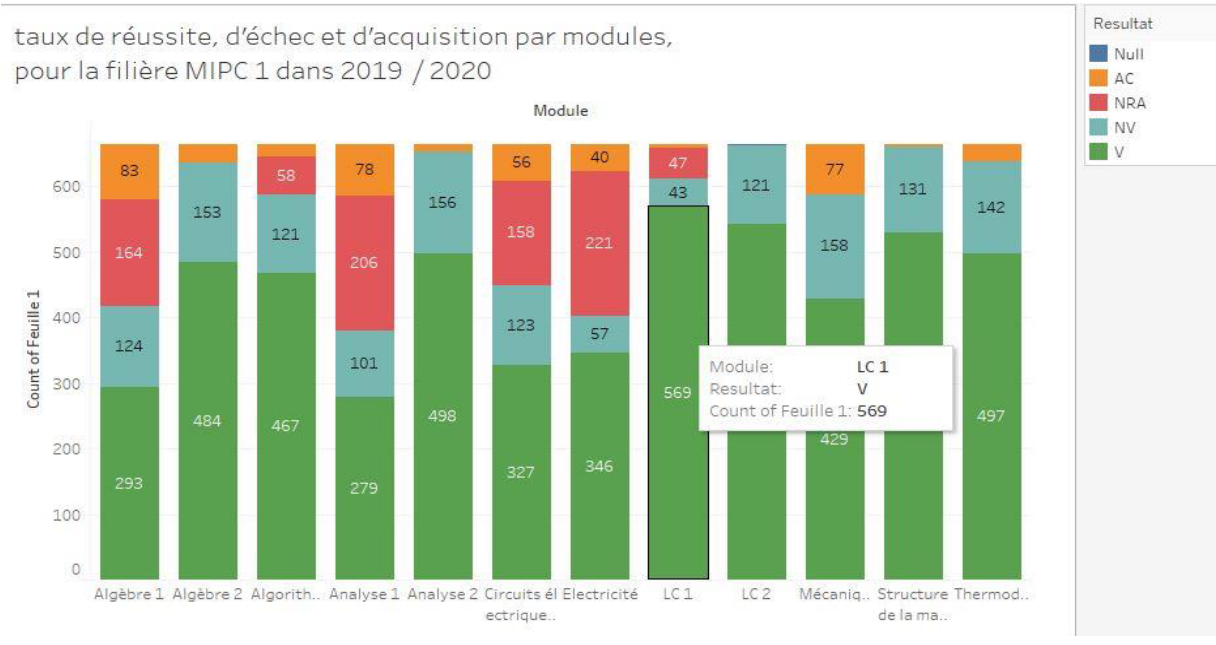 taux de réussite, d’échec et d’acquisition par modules,
pour la filière MIPC 1 dans 2019 / 2020
Resultat
Null
AC
NRA
NV
V
Module
Count of Feuille 1
600
500
400
300
200
100
0
83
164
124
293
153
484
58
121
467
78
206
101
279
156
498
56
158
123
327
40
221
57
346
47
43
569
121
77
158
429
131
142
497
Module: LC 1
Resultat: V
Count of Feuille 1: 569
Algèbre 1 Algèbre 2 Algorith.. Analyse 1 Analyse 2 Circuits él Electricité LC 1 LC 2 Mécaniq.. Structure Thermod..
ectrique.. de la ma..